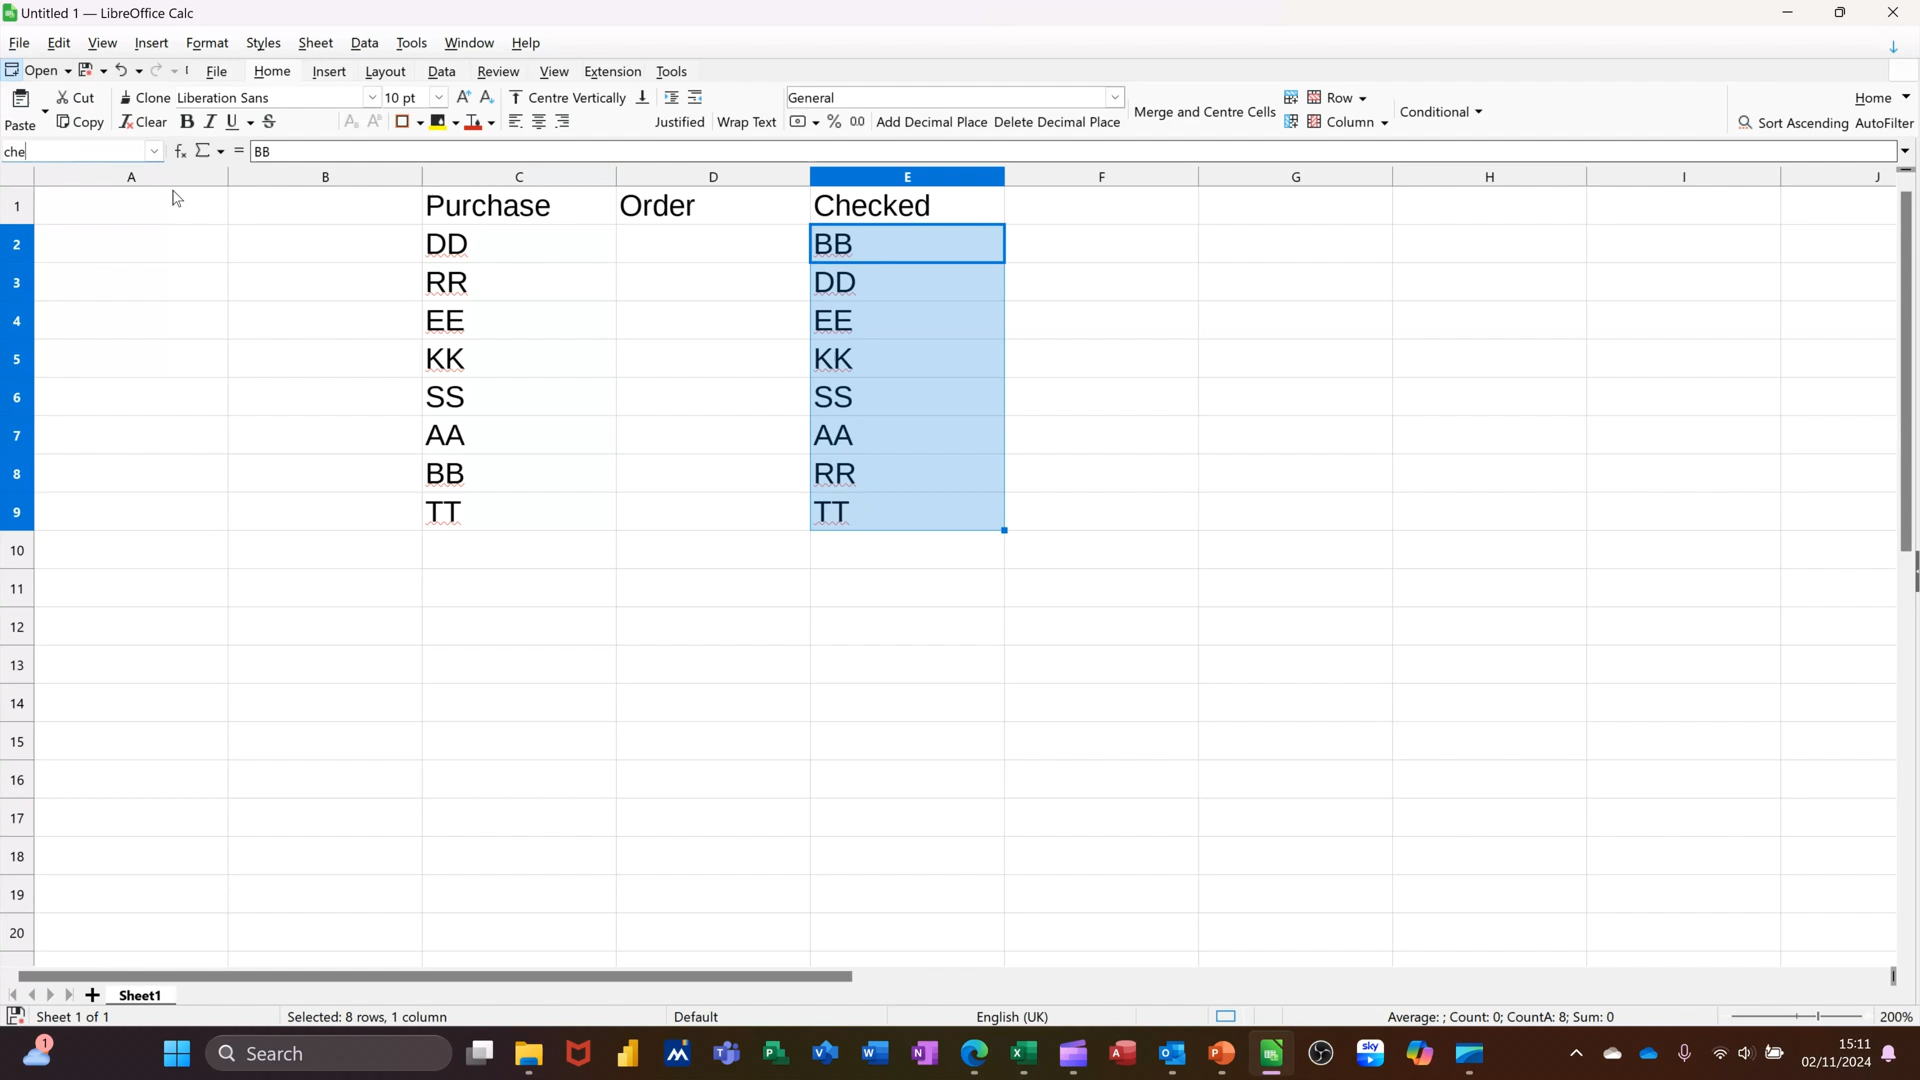 Untitled 1 — LibreOffice Calc
File Edit View Insert Format Styles Sheet Data Tools Window Help
Open File Home Insert Layout Data Review View Extension Tools
Cut Clone Liberation Sans 10 pt Centre Vertically General Row Home
Paste Copy Clear B I U S Justified Wrap Text % 0.0 Add Decimal Place Delete Decimal Place Merge and Centre Cells Column Conditional Sort Ascending AutoFilter
che fx Σ = BB
A B C D E F G H I J
1 Purchase Order Checked
2 DD BB
3 RR DD
4 EE EE
5 KK KK
6 SS SS
7 AA AA
8 BB RR
9 TT TT
10
11
12
13
14
15
16
17
18
19
20
Sheet1
Sheet 1 of 1 Selected: 8 rows, 1 column Default English (UK) Average: ; Count: 0; CountA: 8; Sum: 0 200%
1 Search sky 15:11
02/11/2024